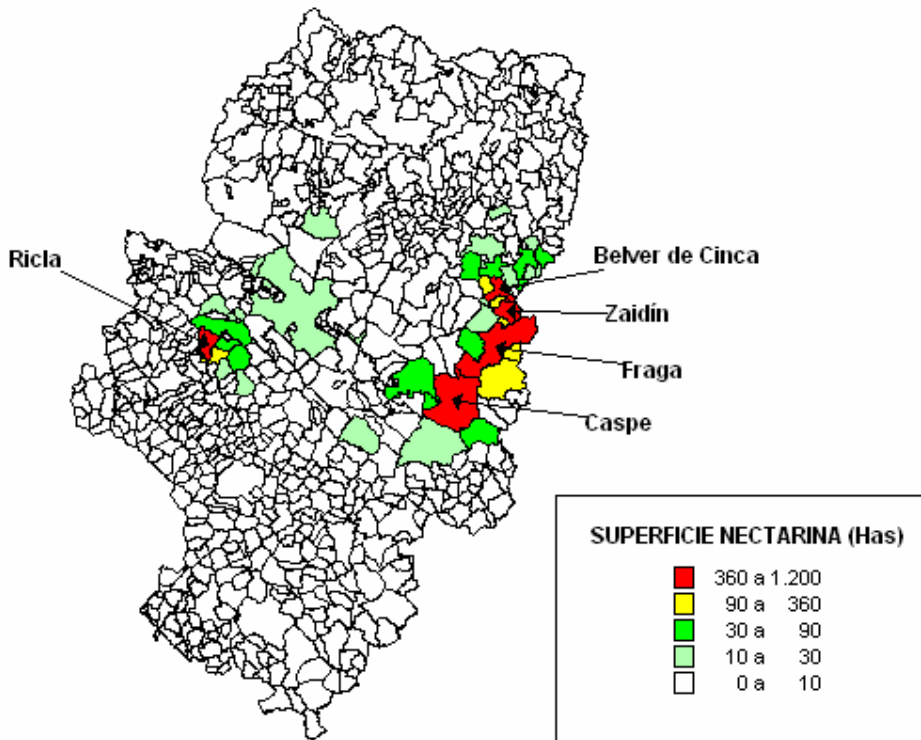 Ricla
Belver de Cinca
Zaidín
Fraga
Caspe
SUPERFICIE NECTARINA (Has)
360 a 1.200
90 a 360
30 a 90
10 a 30
0 a 10